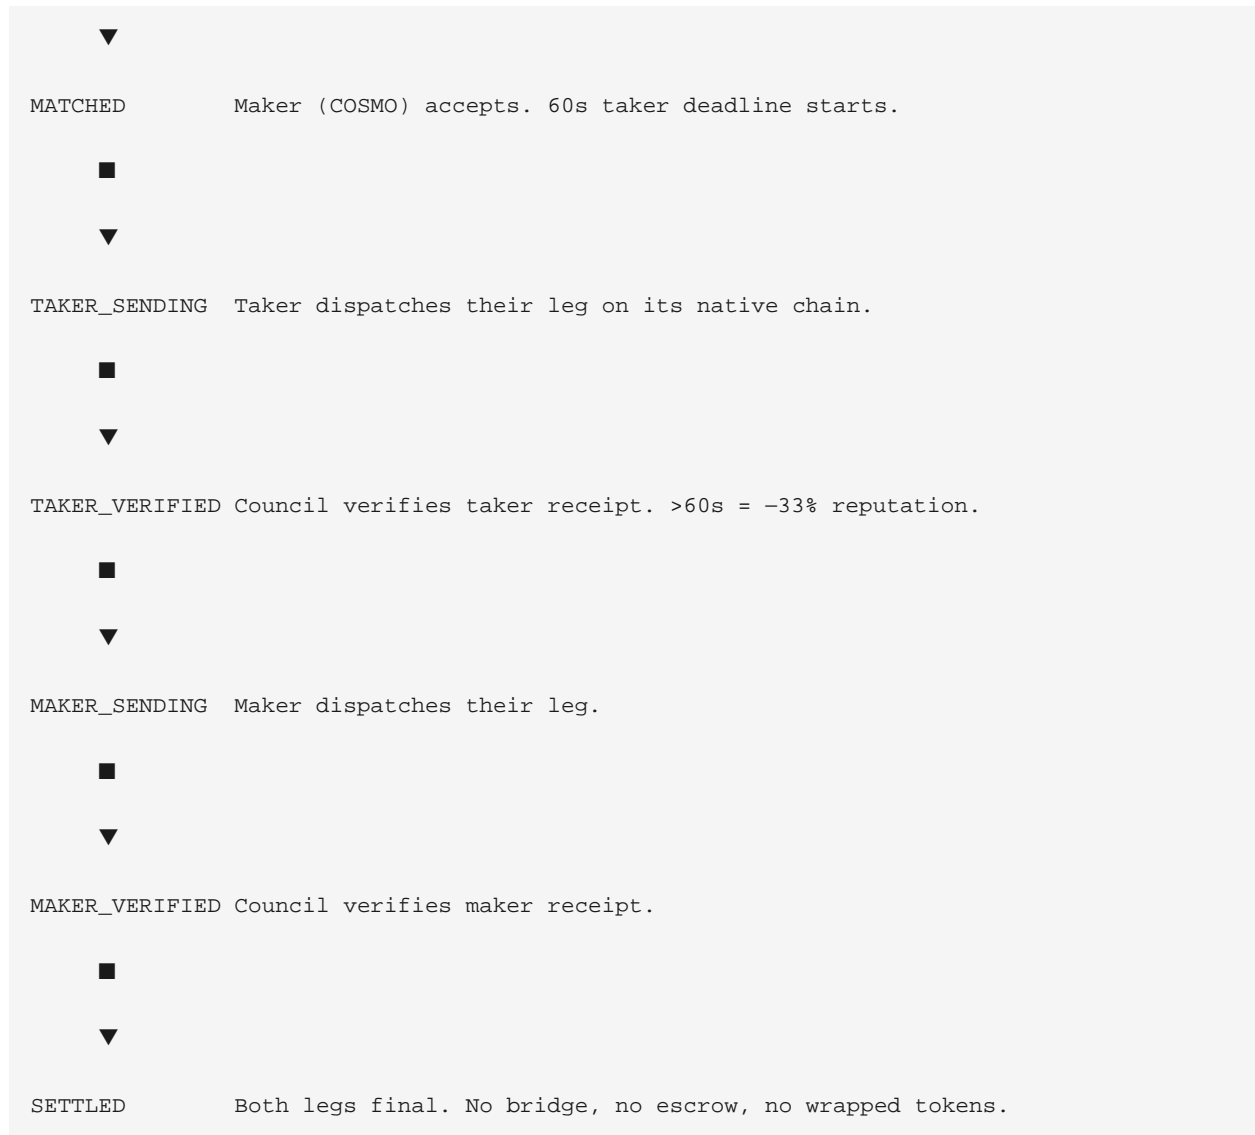 ▼
MATCHED Maker (COSMO) accepts. 60s taker deadline starts.
■
▼
TAKER_SENDING Taker dispatches their leg on its native chain.
■
▼
TAKER_VERIFIED Council verifies taker receipt. >60s = −33% reputation.
■
▼
MAKER_SENDING Maker dispatches their leg.
■
▼
MAKER_VERIFIED Council verifies maker receipt.
■
▼
SETTLED Both legs final. No bridge, no escrow, no wrapped tokens.